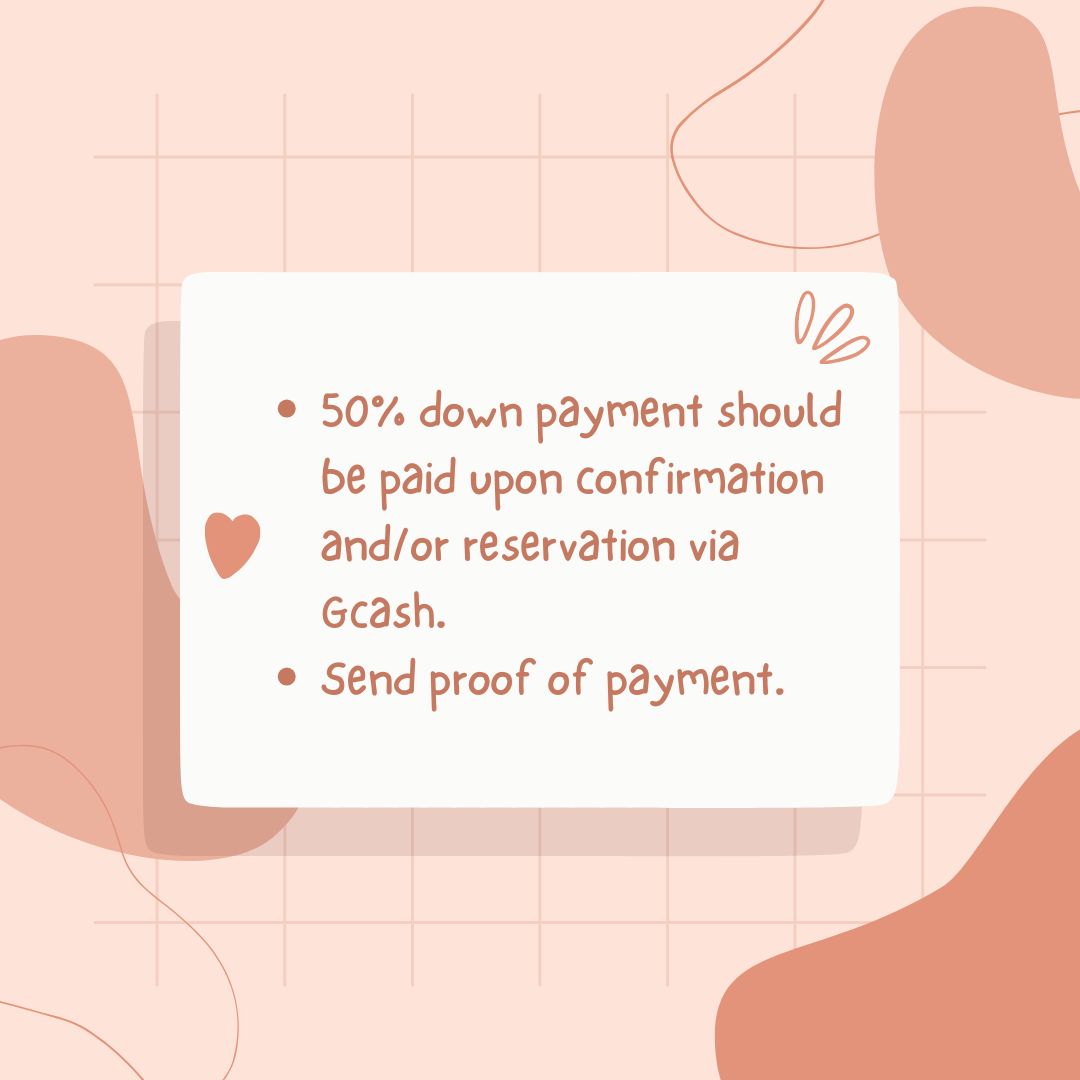 • 50% down payment should
be paid upon confirmation
and/or reservation via
Gcash.
• Send proof of payment.